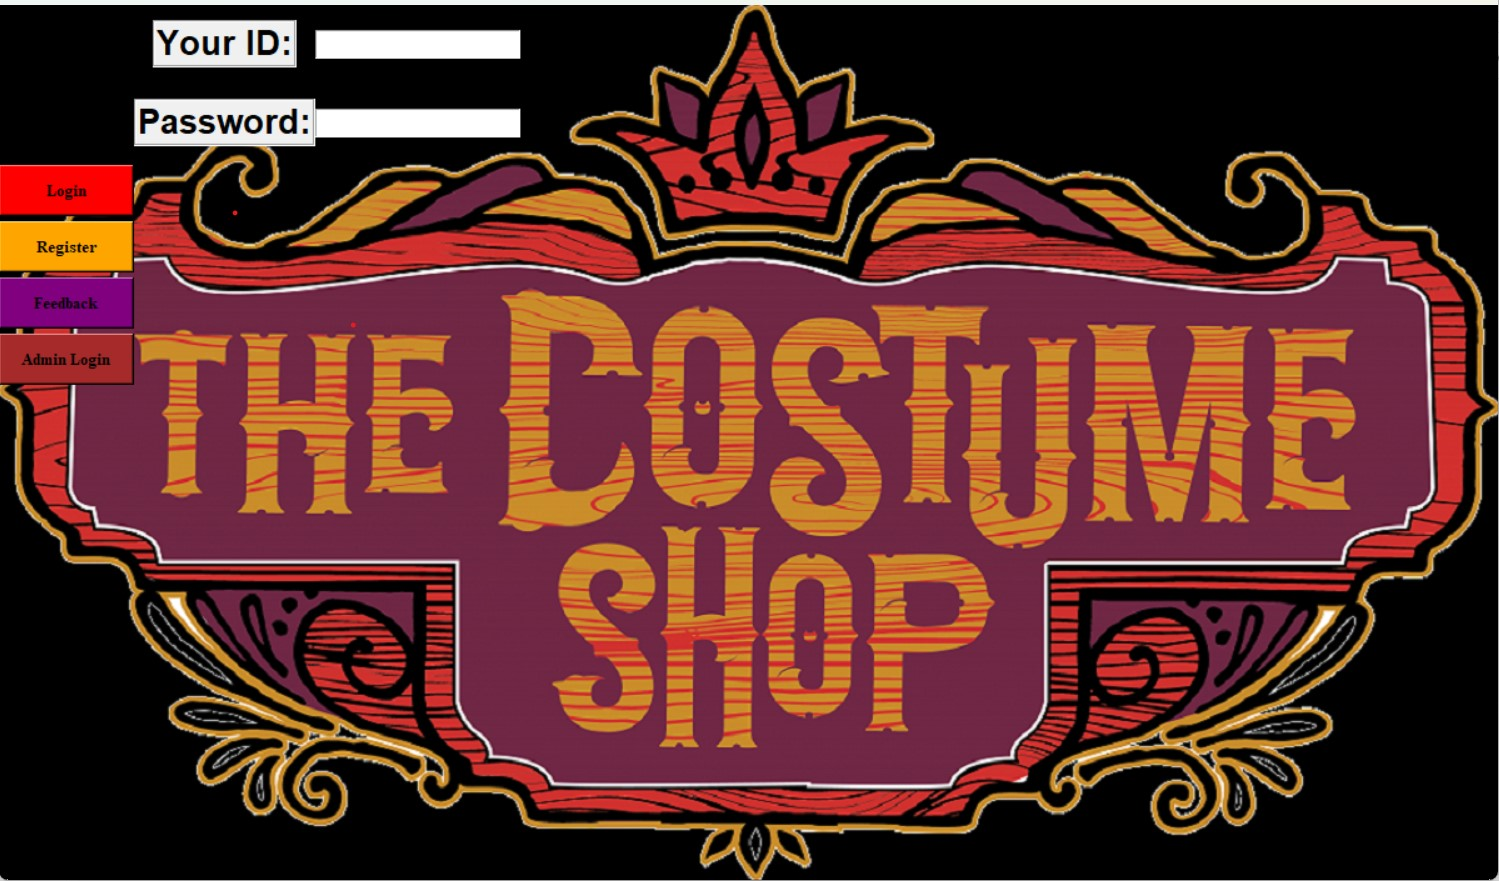 Your ID:
Password:
Login
Register
Feedback
Admin Login
THE COSTUME
SHOP